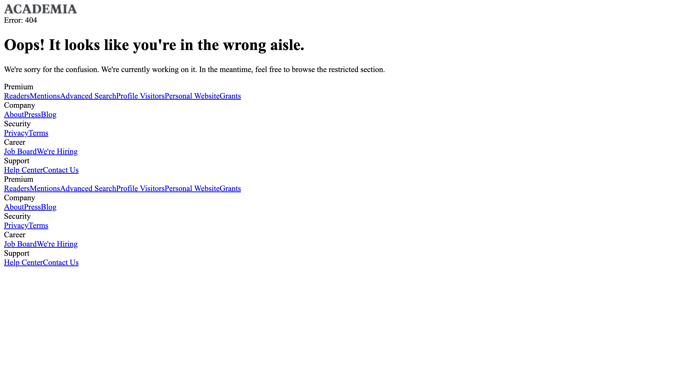 ACADEMIA
Error: 404
Oops! It looks like you're in the wrong aisle.
We're sorry for the confusion. We're currently working on it. In the meantime, feel free to browse the restricted section.
Premium
ReadersMentionsAdvanced SearchProfile VisitorsPersonal WebsiteGrants
Company
AboutPressBlog
Security
PrivacyTerms
Career
Job BoardWe're Hiring
Support
Help CenterContact Us
Premium
ReadersMentionsAdvanced SearchProfile VisitorsPersonal WebsiteGrants
Company
AboutPressBlog
Security
PrivacyTerms
Career
Job BoardWe're Hiring
Support
Help CenterContact Us